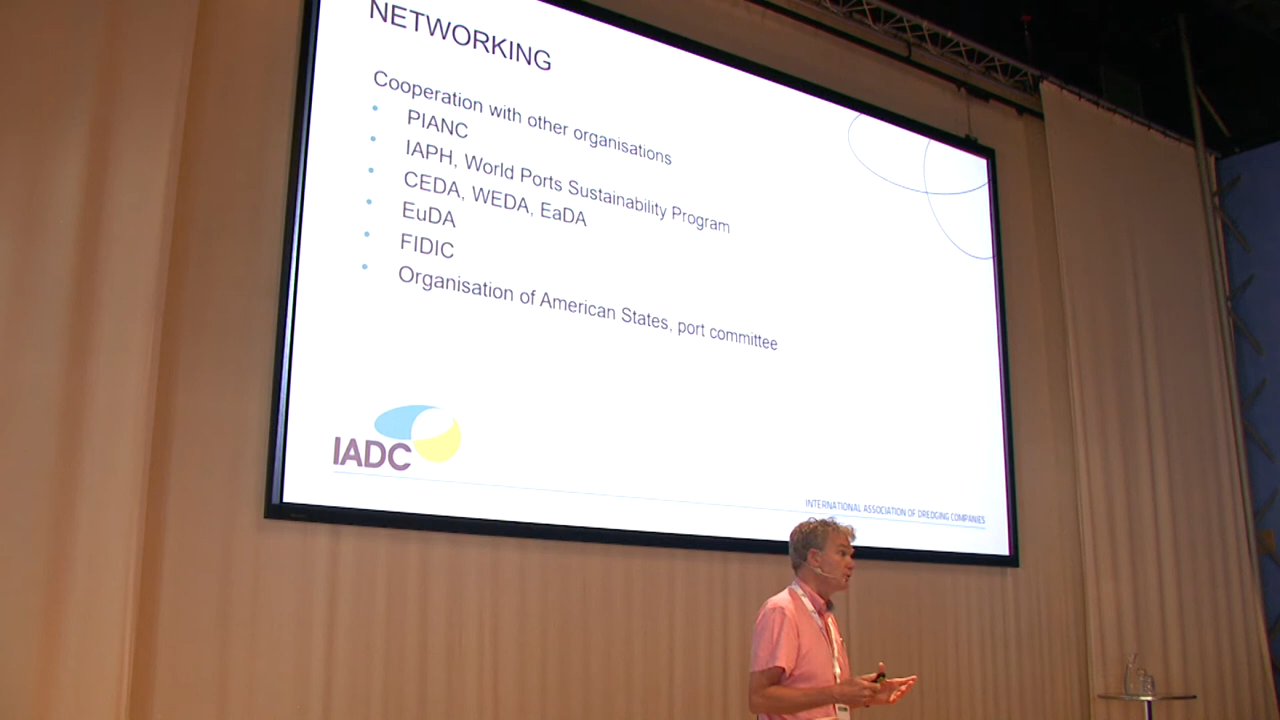 NETWORKING
Cooperation with other organisations
PIANC
IAPH, World Ports Sustainability Program
CEDA, WEDA, EaDA
EuDA
FIDIC
Organisation of American States, port committee
IADC
INTERNATIONAL ASSOCIATION OF DREDGING COMPANIES